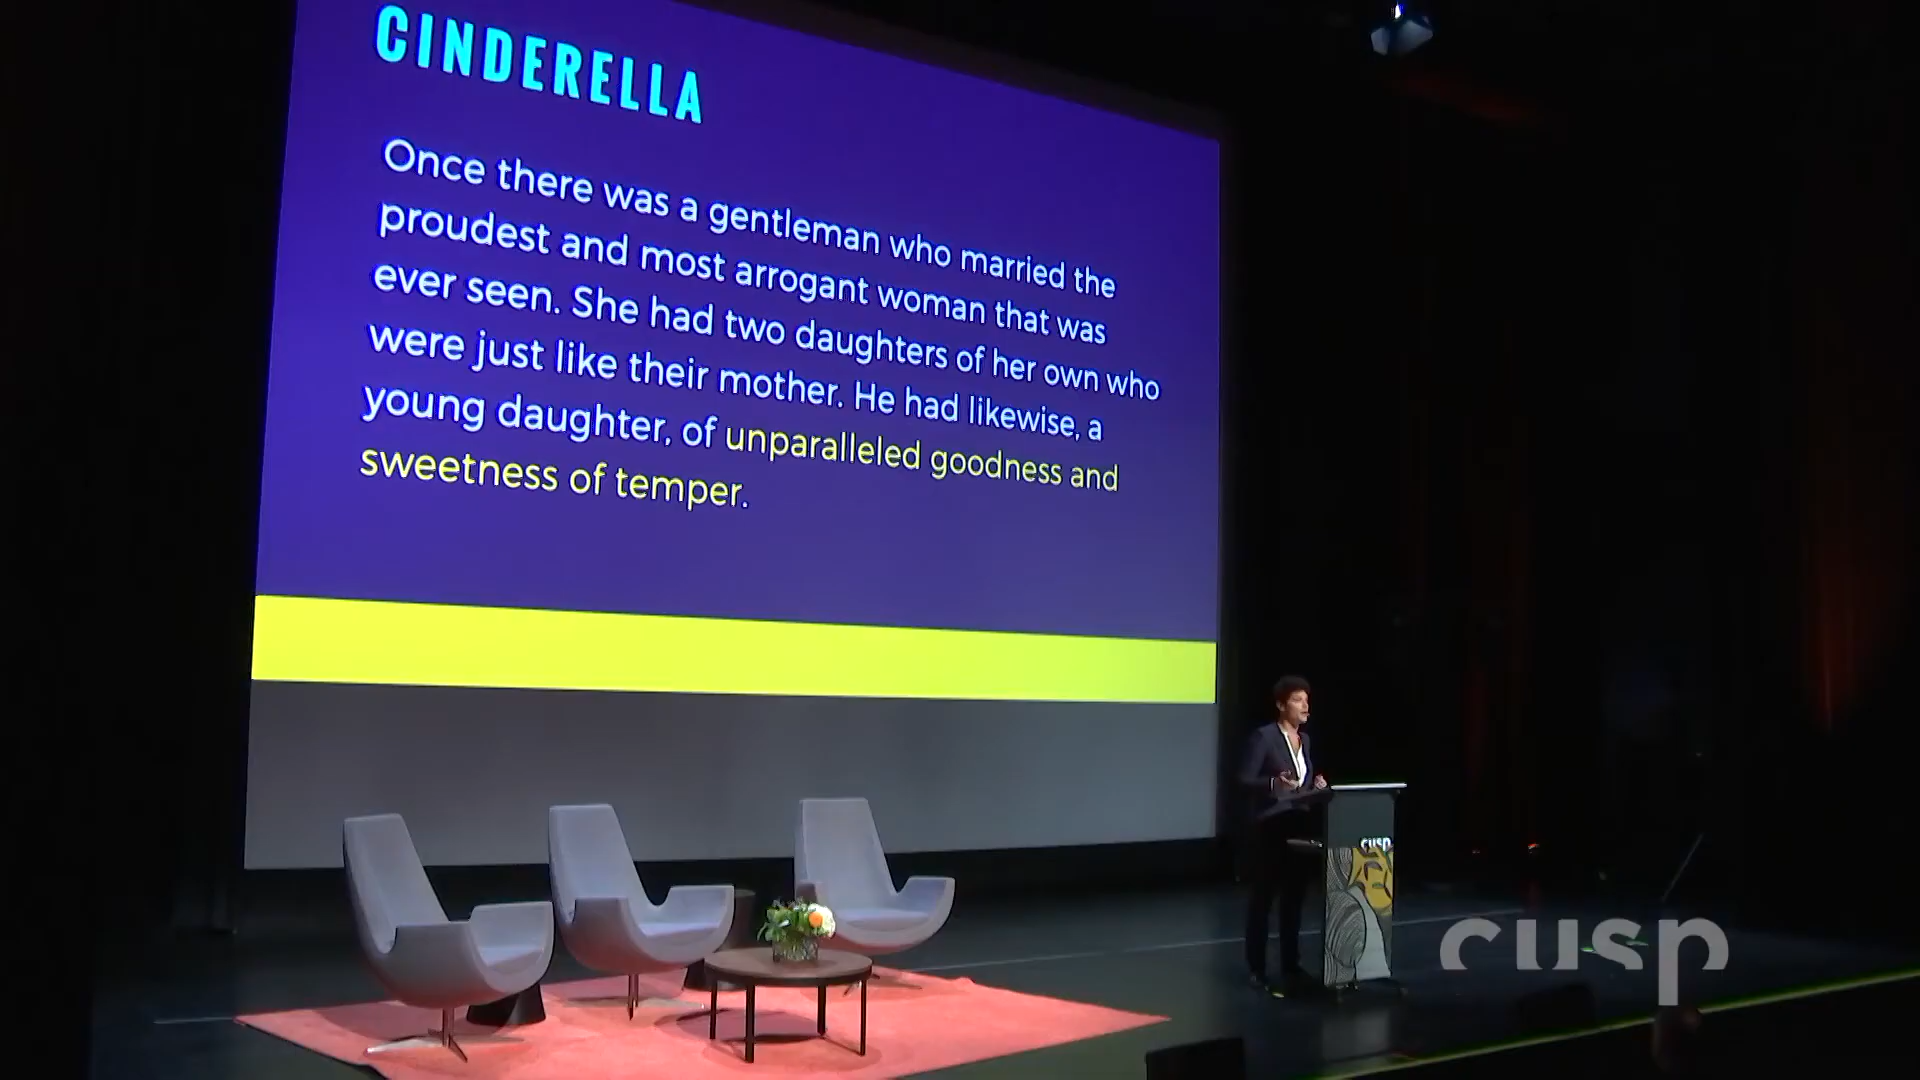 CINDERELLA
Once there was a gentleman who married the
proudest and most arrogant woman that was
ever seen. She had two daughters of her own who
were just like their mother. He had likewise, a
young daughter, of unparalleled goodness and
sweetness of temper.
cusp
cusp